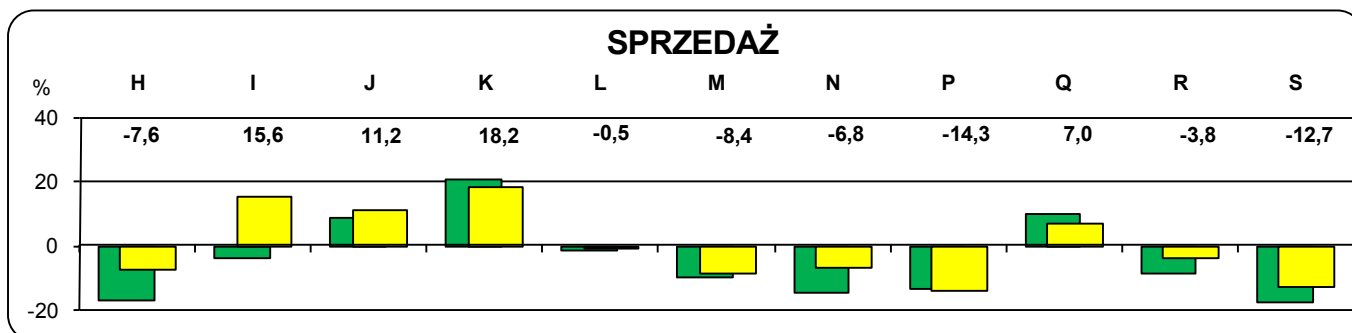 SPRZEDAŻ
% H I J K L M N P Q R S
40 -7,6 15,6 11,2 18,2 -0,5 -8,4 -6,8 -14,3 7,0 -3,8 -12,7
20
0
-20